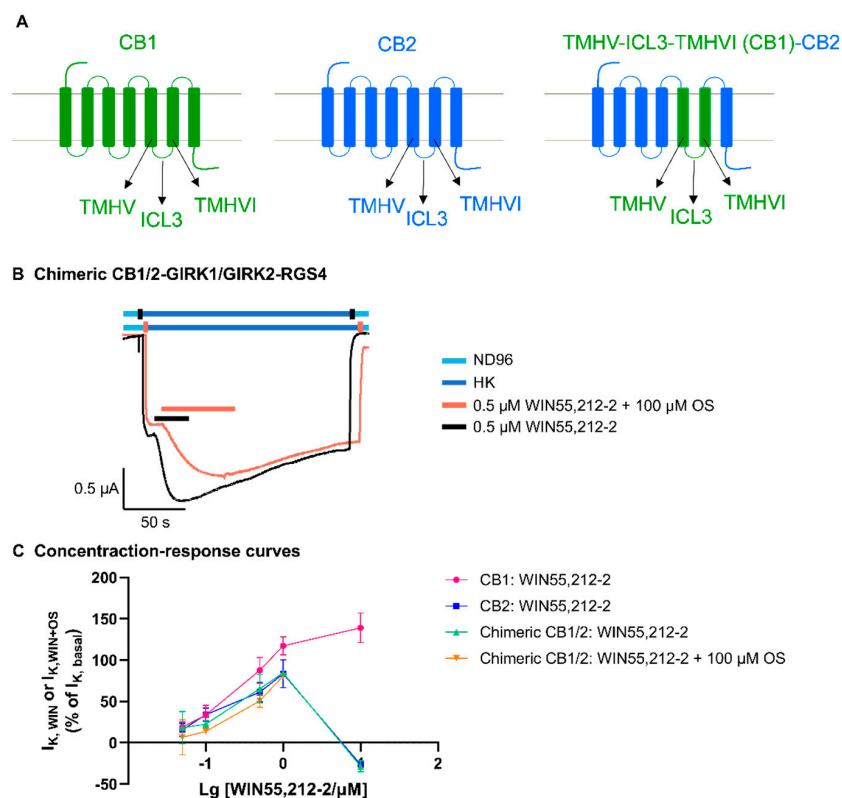 A
CB1
CB2
TMHV-ICL3-TMHVI (CB1)-CB2
TMHV
ICL3
TMHVI
TMHV
ICL3
TMHVI
TMHV
ICL3
TMHVI
B Chimeric CB1/2-GIRK1/GIRK2-RGS4
ND96
HK
0.5 µM WIN55,212-2 + 100 µM OS
0.5 µM WIN55,212-2
0.5 µA
50 s
C Concentration-response curves
I K, WIN or I K,WIN+OS
(% of I K, basal)
200
150
100
50
0
-50
-1
0
1
2
Lg [WIN55,212-2/µM]
CB1: WIN55,212-2
CB2: WIN55,212-2
Chimeric CB1/2: WIN55,212-2
Chimeric CB1/2: WIN55,212-2 + 100 µM OS